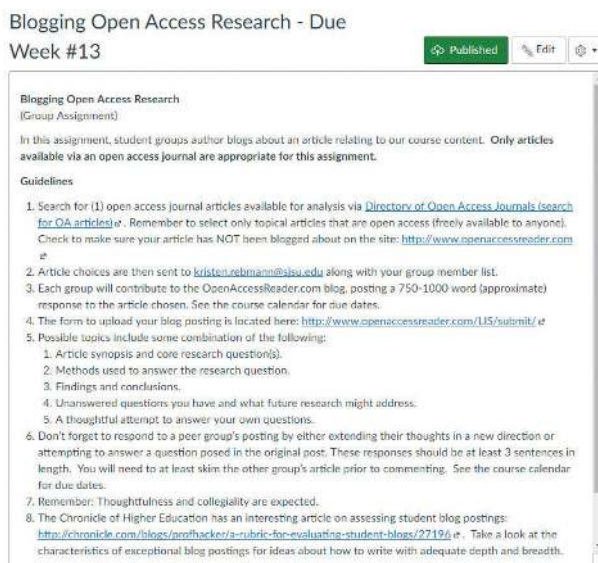 Blogging Open Access Research - Due
Week #13
Published
Edit
Blogging Open Access Research
(Group Assignment)
In this assignment, student groups author blogs about an article relating to our course content. Only articles
available via an open access journal are appropriate for this assignment.
Guidelines
1. Search for (1) open access journal articles available for analysis via Directory of Open Access Journals (search
for OA articles). Remember to select only topical articles that are open access (freely available to anyone).
Check to make sure your article has NOT been blogged about on the site: http://www.openaccessreader.com
2. Article choices are then sent to kristen.rebmann@sjsu.edu along with your group member list.
3. Each group will contribute to the OpenAccessReader.com blog, posting a 750-1000 word (approximate)
response to the article chosen. See the course calendar for due dates.
4. The form to upload your blog posting is located here: http://www.openaccessreader.com/LIS/submit/
5. Possible topics include some combination of the following:
1. Article synopsis and core research question(s).
2. Methods used to answer the research question.
3. Findings and conclusions.
4. Unanswered questions you have and what future research might address.
5. A thoughtful attempt to answer your own questions.
6. Don't forget to respond to a peer group's posting by either extending their thoughts in a new direction or
attempting to answer a question posed in the original post. These responses should be at least 3 sentences in
length. You will need to at least skim the other group's article prior to commenting. See the course calendar
for due dates.
7. Remember: Thoughtfulness and collegiality are expected.
8. The Chronicle of Higher Education has an interesting article on assessing student blog postings:
http://chronicle.com/blogs/profhacker/a-rubric-for-evaluating-student-blogs/27196. Take a look at the
characteristics of exceptional blog postings for ideas about how to write with adequate depth and breadth.